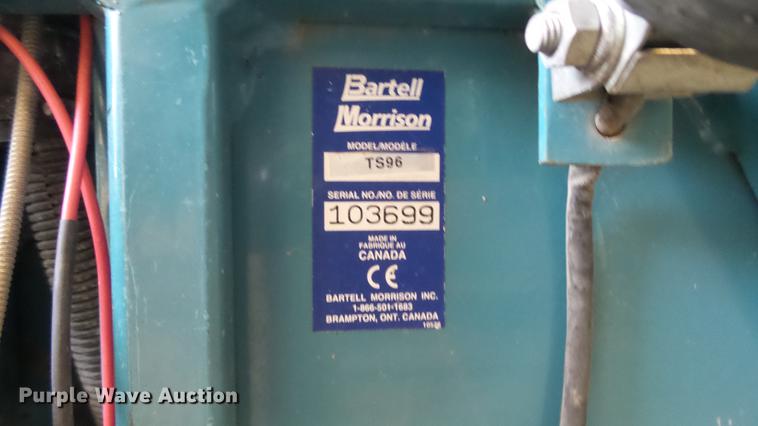 Bartell
Morrison
MODEL/MODÈLE
TS96
SERIAL NO./NO. DE SÉRIE
103699
MADE IN
FABRIQUE AU
CANADA
CE
BARTELL MORRISON INC.
1-866-501-1683
BRAMPTON, ONT. CANADA
Purple Wave Auction